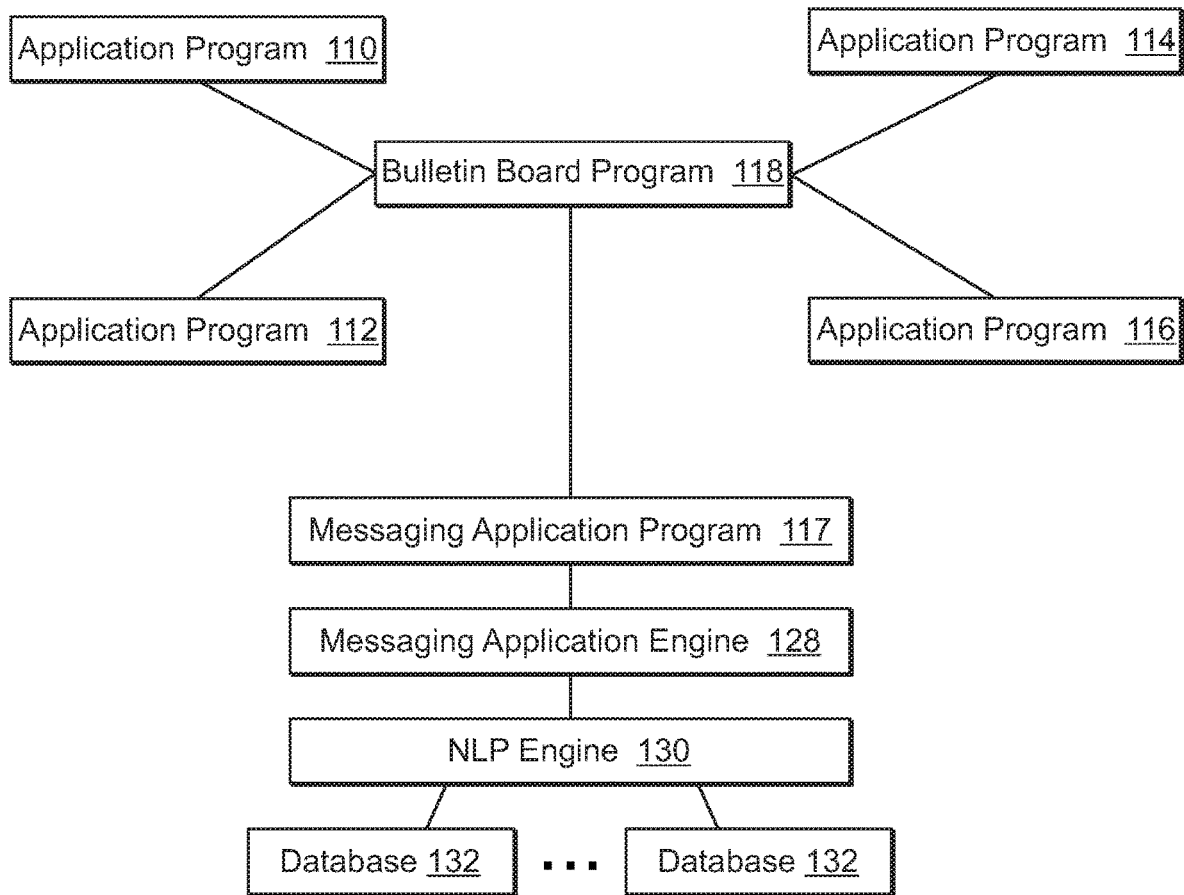 Application Program 110
Application Program 114
Bulletin Board Program 118
Application Program 112
Application Program 116
Messaging Application Program 117
Messaging Application Engine 128
NLP Engine 130
Database 132
...
Database 132